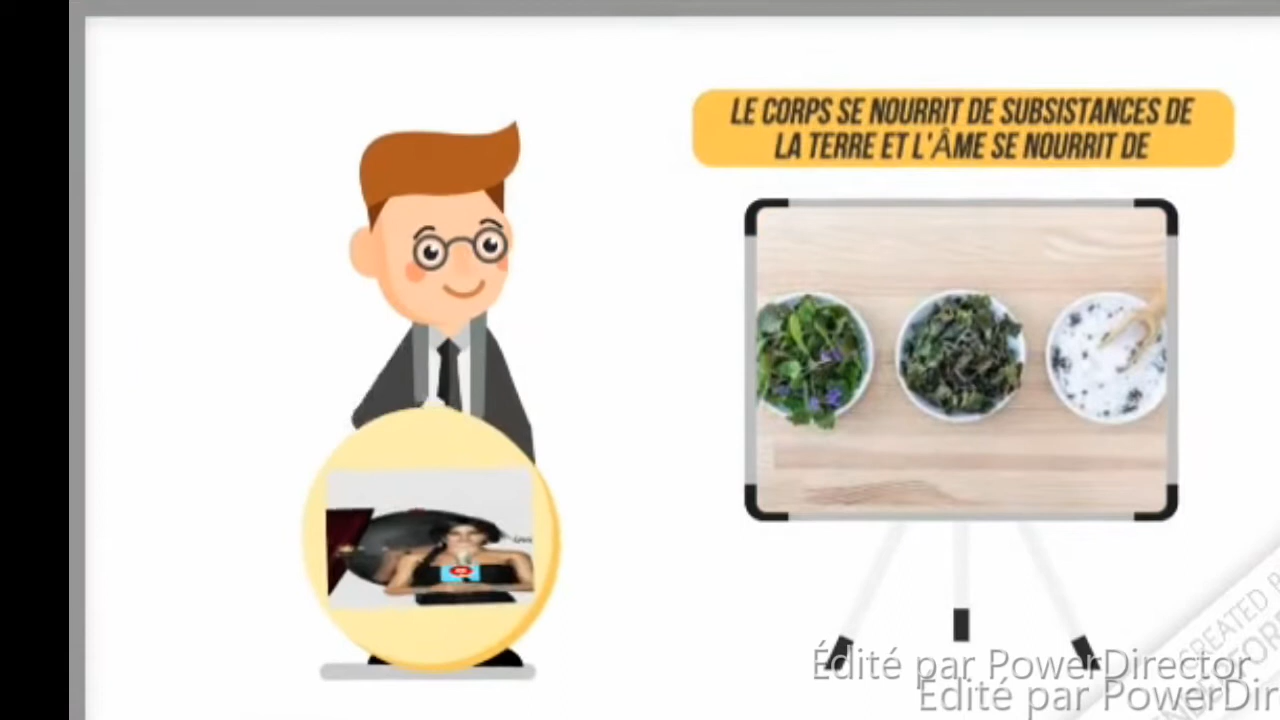 LE CORPS SE NOURRIT DE SUBSISTANCES DE
LA TERRE ET L'ÂME SE NOURRIT DE
Édité par PowerDirector
Édité par PowerDir
CREATED